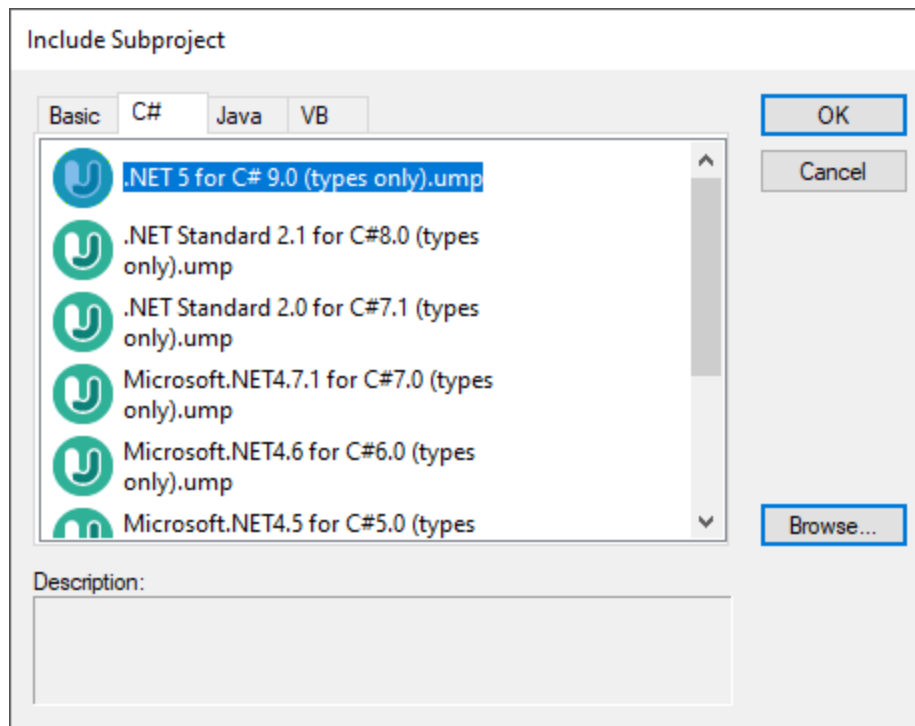 Include Subproject
Basic C# Java VB
OK
Cancel
.NET 5 for C# 9.0 (types only).ump
.NET Standard 2.1 for C#8.0 (types
only).ump
.NET Standard 2.0 for C#7.1 (types
only).ump
Microsoft.NET4.7.1 for C#7.0 (types
only).ump
Microsoft.NET4.6 for C#6.0 (types
only).ump
Microsoft.NET4.5 for C#5.0 (types
Browse...
Description: